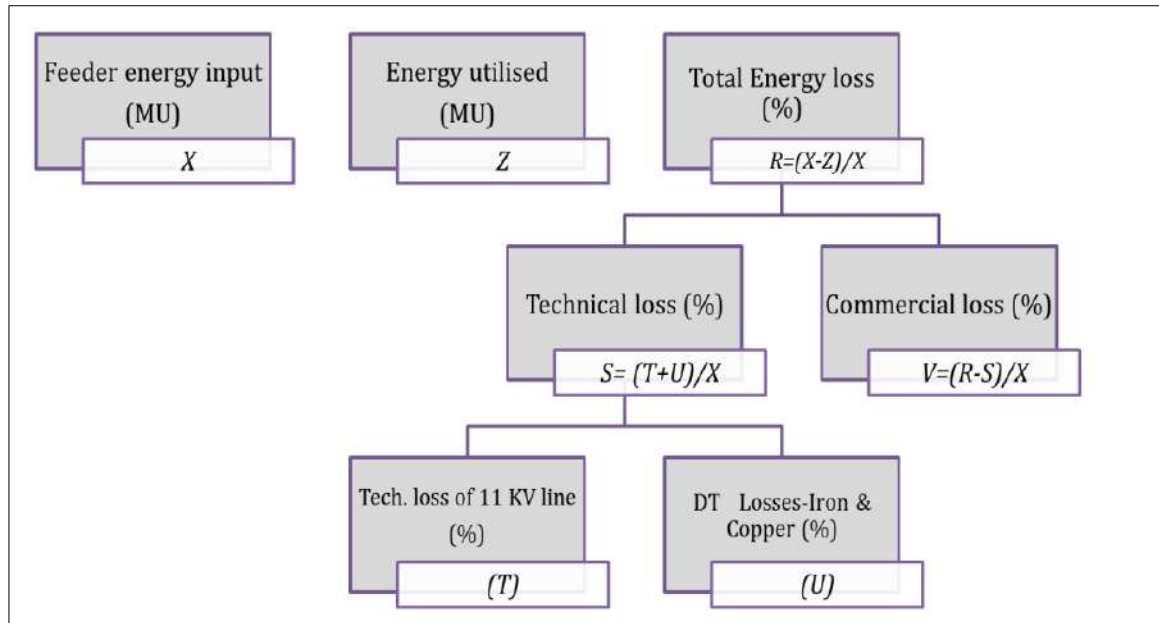 Feeder energy input
(MU)
X
Energy utilised
(MU)
Z
Total Energy loss
(%)
R=(X-Z)/X
Technical loss (%)
S= (T+U)/X
Commercial loss (%)
V=(R-S)/X
Tech. loss of 11 KV line
(%)
(T)
DT Losses-Iron &
Copper (%)
(U)